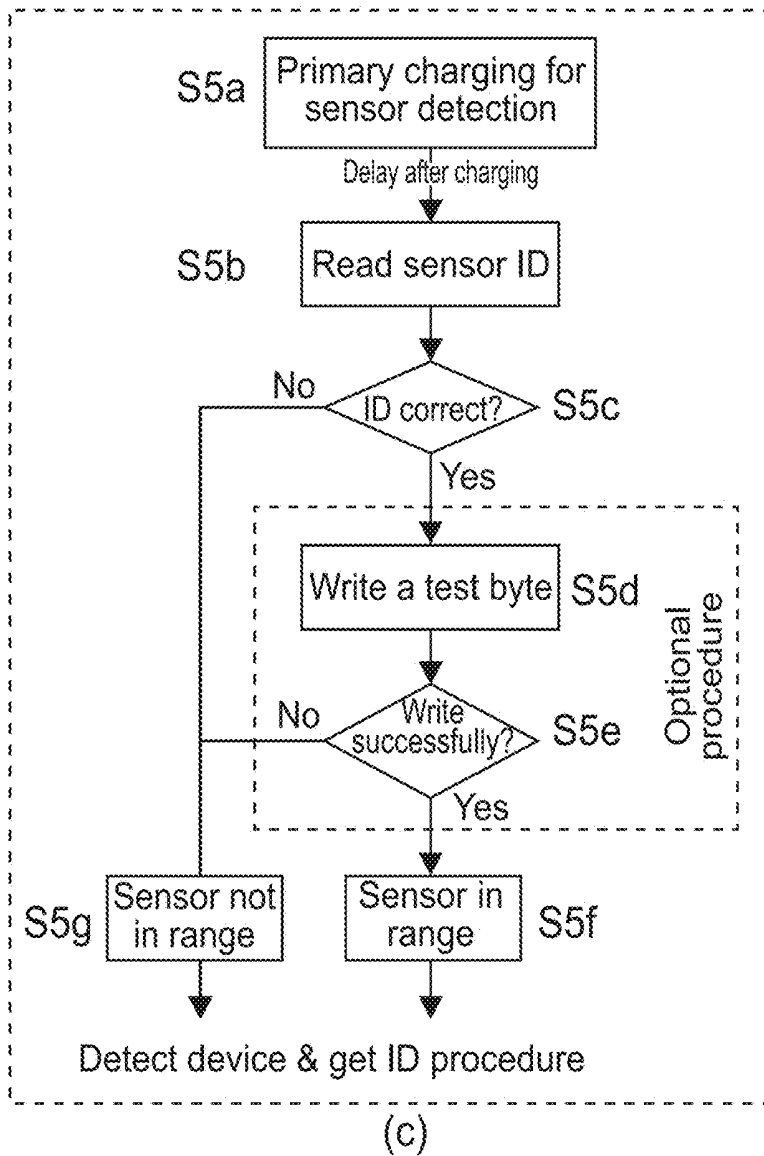 S5a
Primary charging for
sensor detection
Delay after charging
S5b
Read sensor ID
No
ID correct?
S5c
Yes
Write a test byte
S5d
Optional
procedure
No
Write
successfully?
S5e
Yes
S5g
Sensor not
in range
Sensor in
range
S5f
Detect device & get ID procedure
(c)